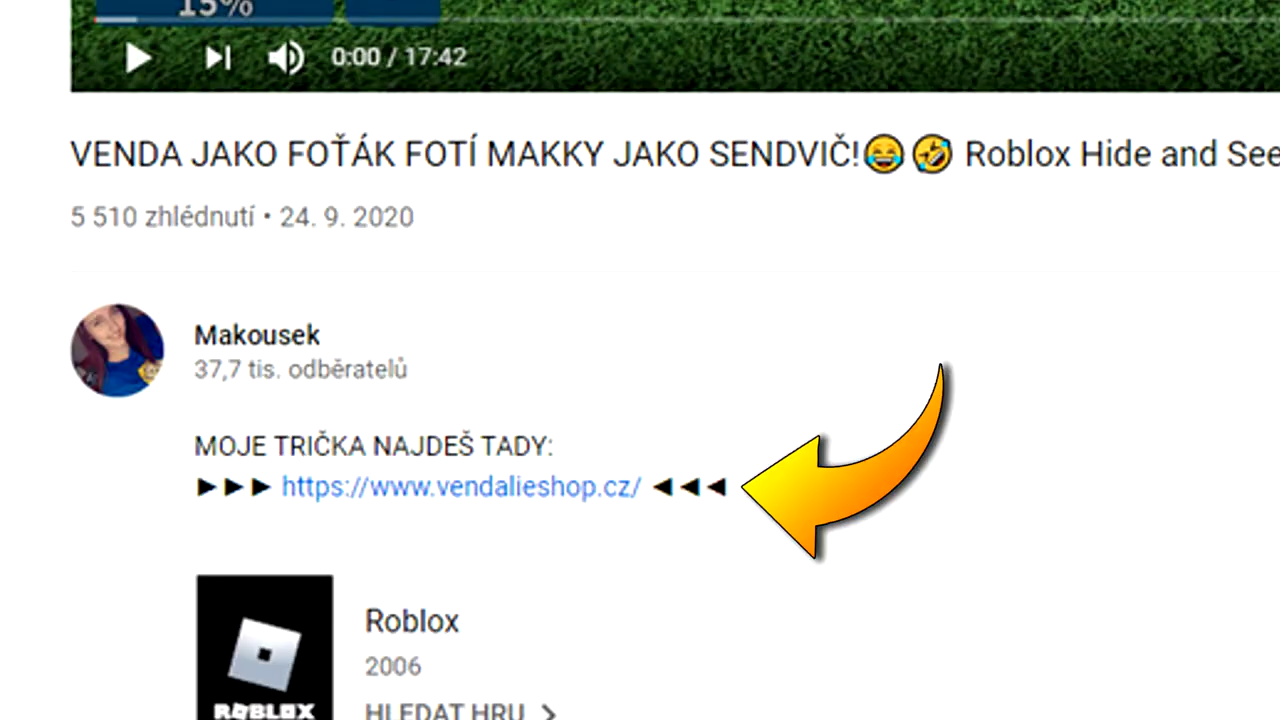 15%
0:00 / 17:42
VENDA JAKO FOŤÁK FOTÍ MAKKY JAKO SENDVIČ!😂🤣 Roblox Hide and See
5 510 zhlédnutí • 24. 9. 2020
Makousek
37,7 tis. odběratelů
MOJE TRIČKA NAJDEŠ TADY:
►►► https://www.vendalieshop.cz/ ◄◄◄
Roblox
2006
ROBLOX
HLEDAT HRU >